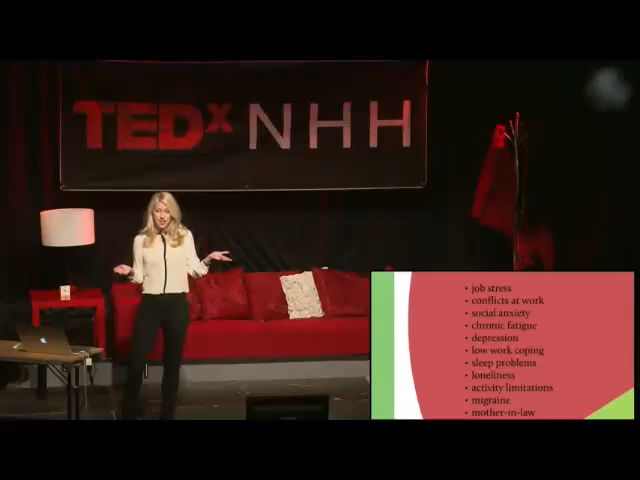 TEDx NHH
• job stress
• conflicts at work
• social anxiety
• chronic fatigue
• depression
• low work coping
• sleep problems
• loneliness
• activity limitations
• migraine
• mother-in-law